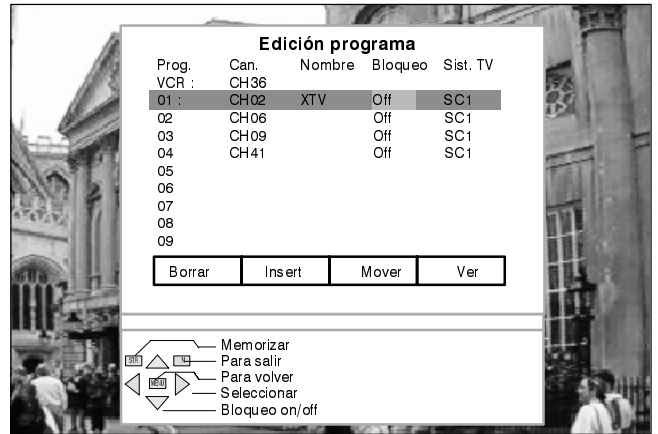 Edición programa
Prog. Can. Nombre Bloqueo Sist. TV
VCR : CH36
01 : CH02 XTV Off SC1
02 CH06 Off SC1
03 CH09 Off SC1
04 CH41 Off SC1
05
06
07
08
09
Borrar Insert Mover Ver
Memorizar
STR N Para salir
MENU Para volver
Seleccionar
Bloqueo on/off